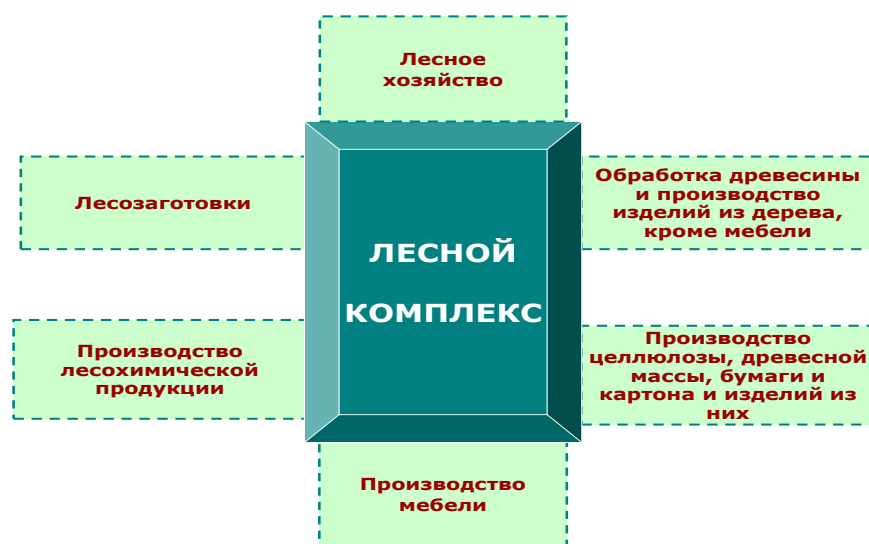 Лесное
хозяйство
Лесозаготовки
Обработка древесины
и производство
изделий из дерева,
кроме мебели
ЛЕСНОЙ
КОМПЛЕКС
Производство
лесохимической
продукции
Производство
целлюлозы, древесной
массы, бумаги и
картона и изделий из
них
Производство
мебели